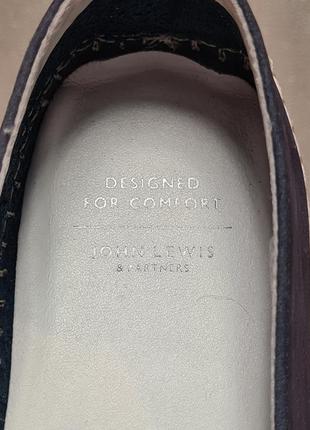 DESIGNED
FOR COMFORT
JOHN LEWIS
& PARTNERS